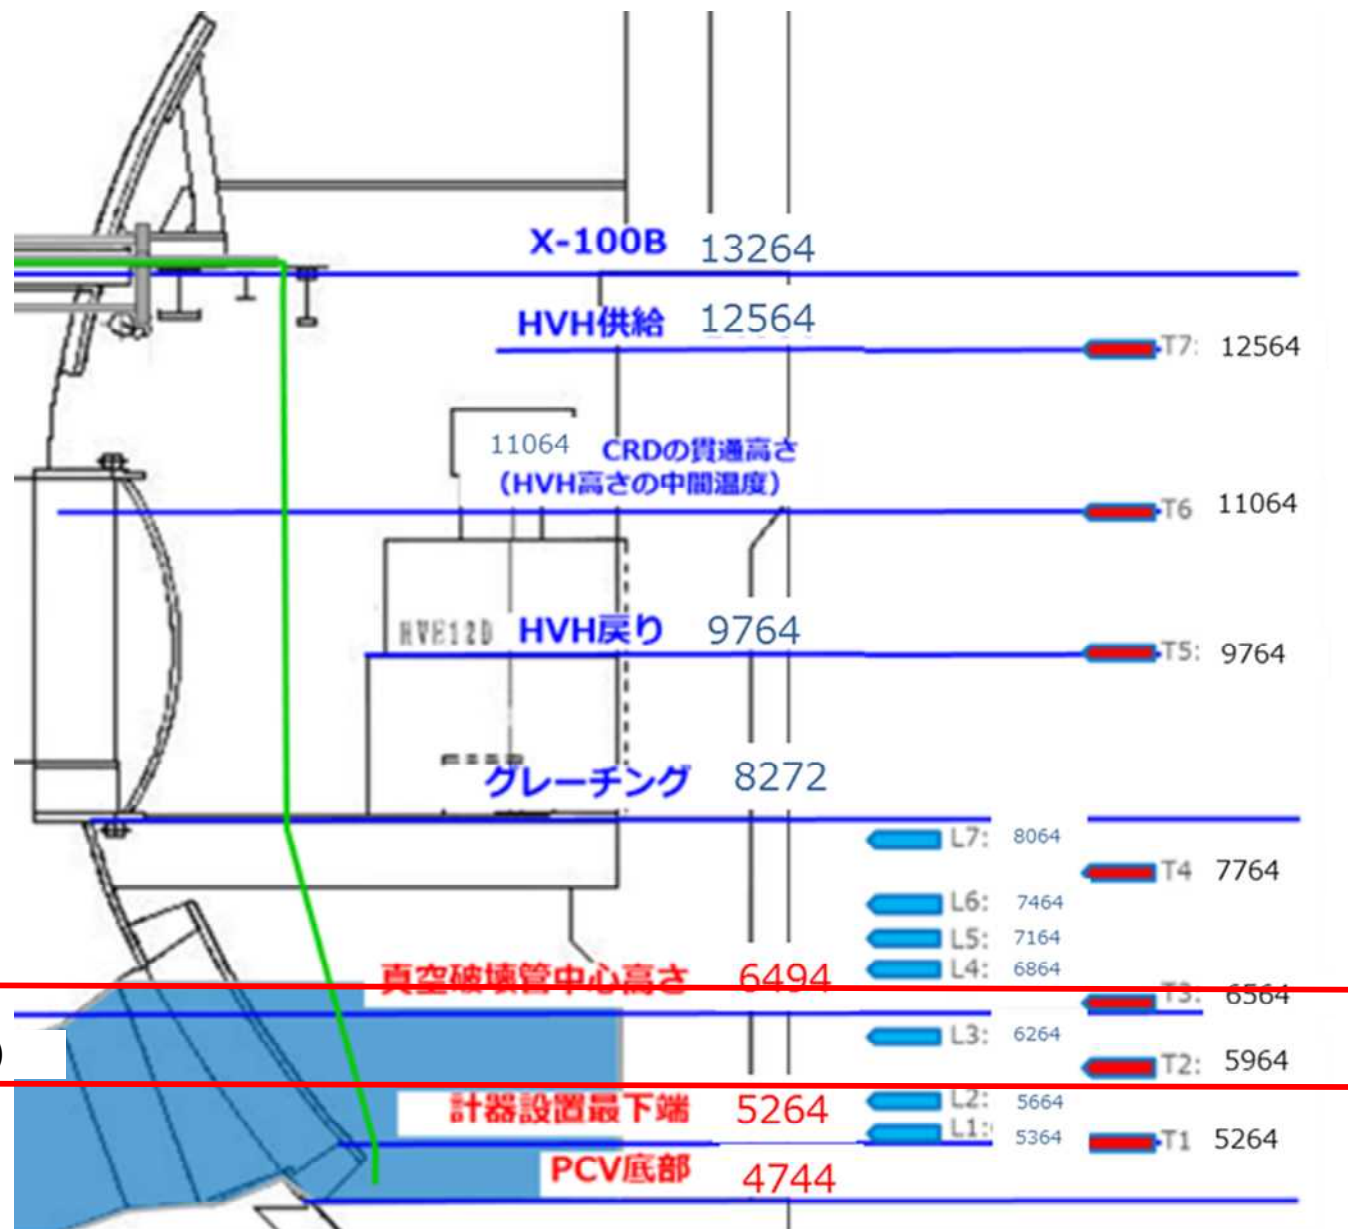 X-100B 13264
HVH供給 12564
T7: 12564
11064 CRDの貫通高さ
（HVH高さの中間温度）
T6 11064
HVH12D HVH戻り 9764
T5: 9764
グレーチング 8272
L7: 8064
T4 7764
L6: 7464
L5: 7164
L4: 6864
真空破壊管中心高さ 6494
T3: 6564
L3: 6264
)
T2: 5964
計器設置最下端 5264
L2: 5664
L1: 5364
T1 5264
PCV底部 4744